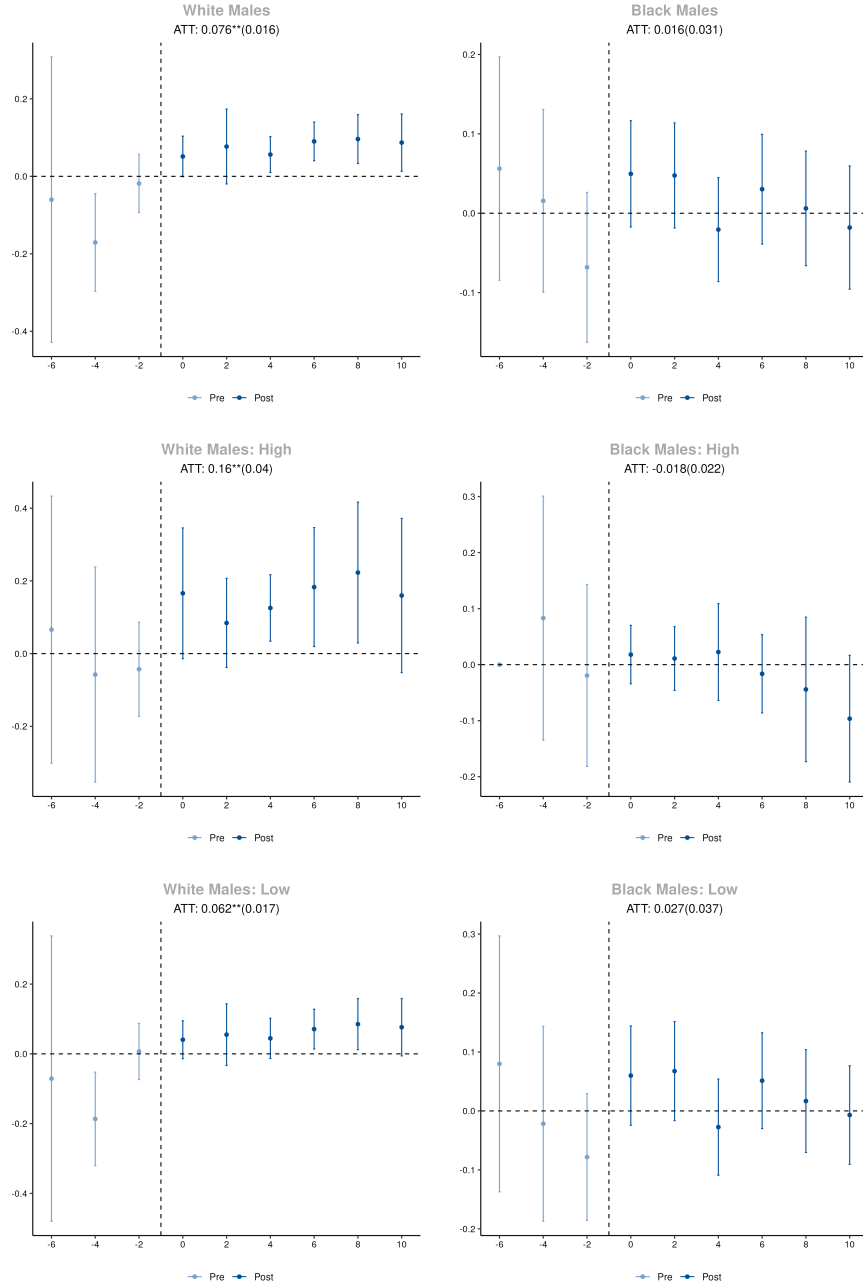 White Males
ATT: 0.076**(0.016)
0.2
0.0
-0.2
-0.4
-6 -4 -2 0 2 4 6 8 10
Pre Post
Black Males
ATT: 0.016(0.031)
0.2
0.1
0.0
-0.1
-6 -4 -2 0 2 4 6 8 10
Pre Post
White Males: High
ATT: 0.16**(0.04)
0.4
0.2
0.0
-0.2
-6 -4 -2 0 2 4 6 8 10
Pre Post
Black Males: High
ATT: -0.018(0.022)
0.3
0.2
0.1
0.0
-0.1
-0.2
-6 -4 -2 0 2 4 6 8 10
Pre Post
White Males: Low
ATT: 0.062**(0.017)
0.2
0.0
-0.2
-0.4
-6 -4 -2 0 2 4 6 8 10
Pre Post
Black Males: Low
ATT: 0.027(0.037)
0.3
0.2
0.1
0.0
-0.1
-0.2
-6 -4 -2 0 2 4 6 8 10
Pre Post